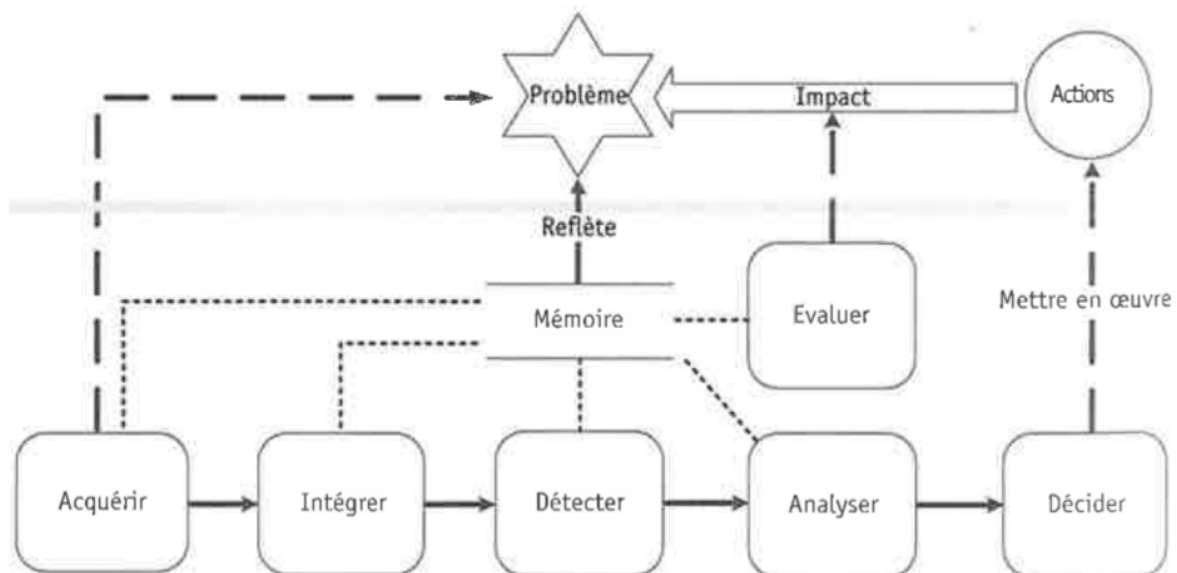 Problème
Impact
Actions
Reflète
Mémoire
Evaluer
Mettre en œuvre
Acquérir
Intégrer
Détecter
Analyser
Décider